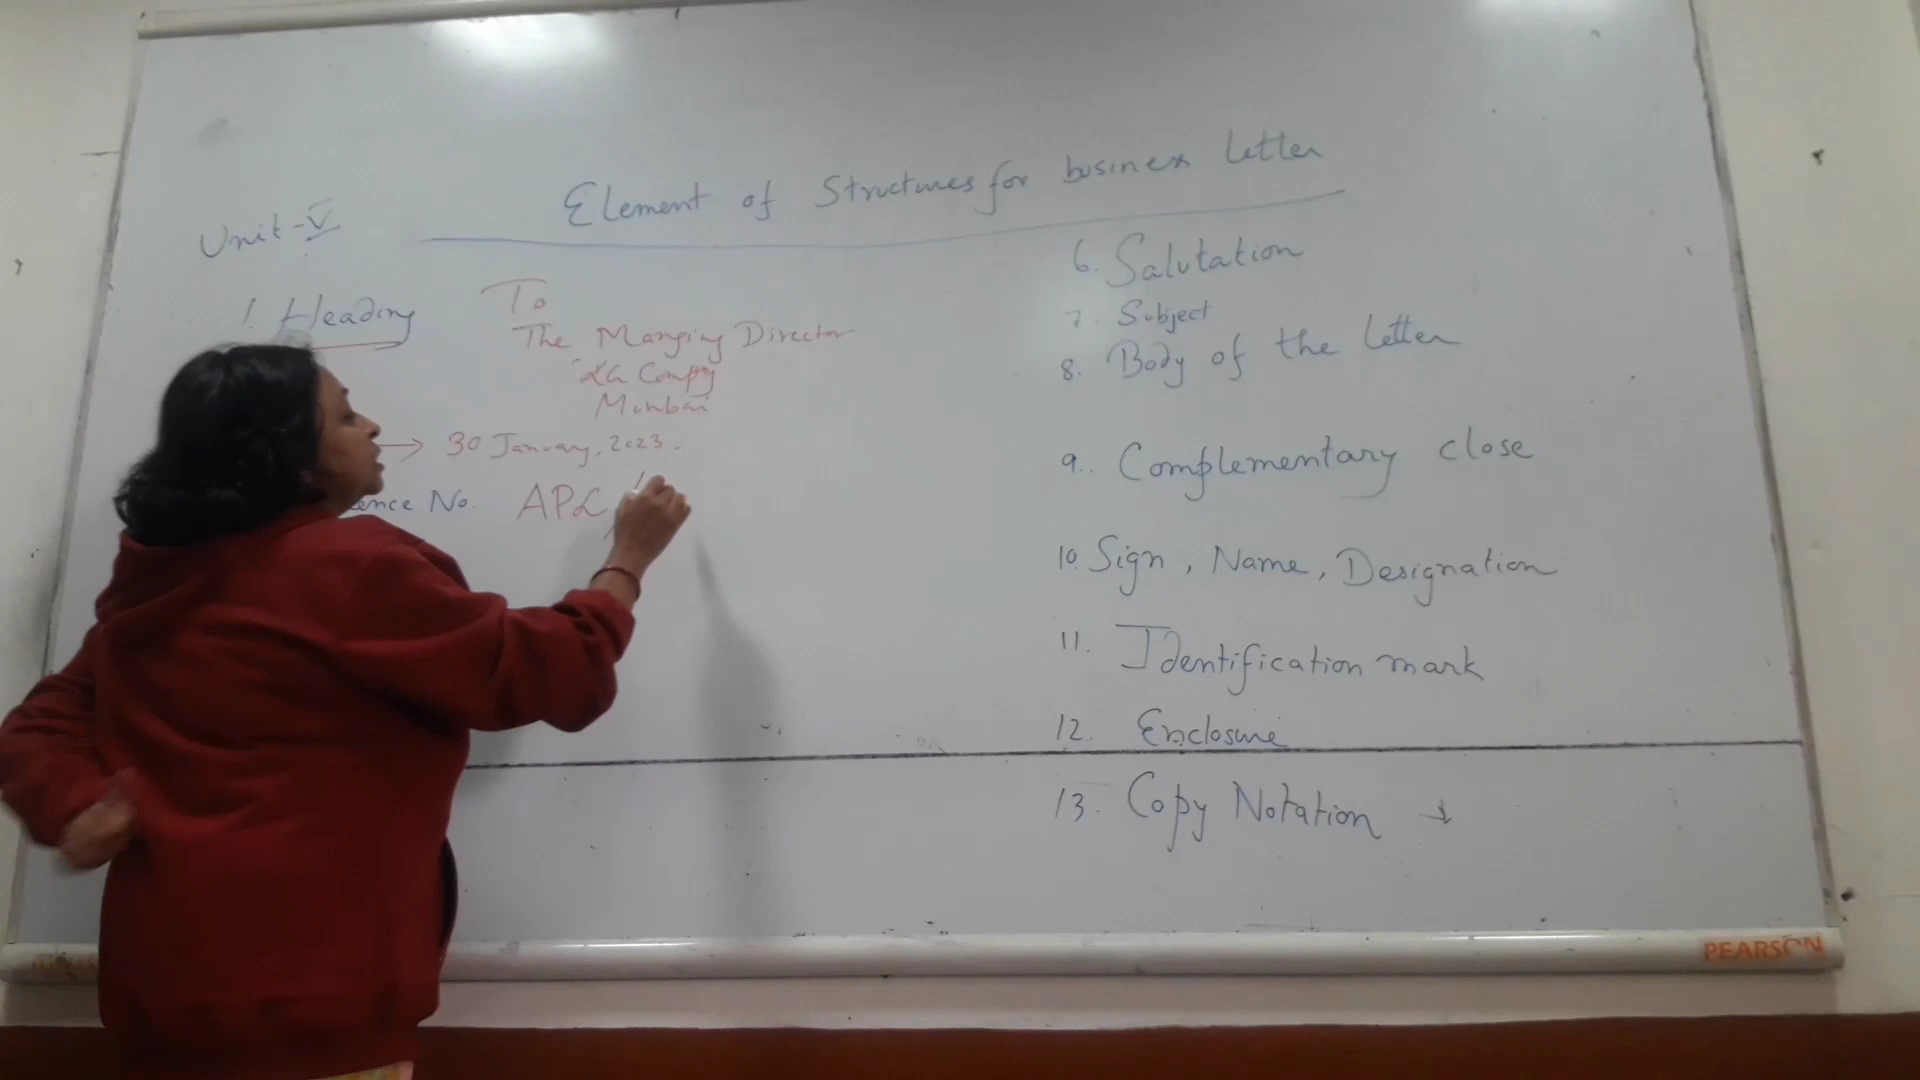 Element of Structures for business letter
Unit-V
1. Heading
To
The Manging Director
LG Compy
Mumbai
→ 30 January, 2023.
ence No. APL /
6. Salutation
7. Subject
8. Body of the letter
9. Complementary close
10. Sign, Name, Designation
11. Identification mark
12. Enclosure
13. Copy Notation
PEARSON